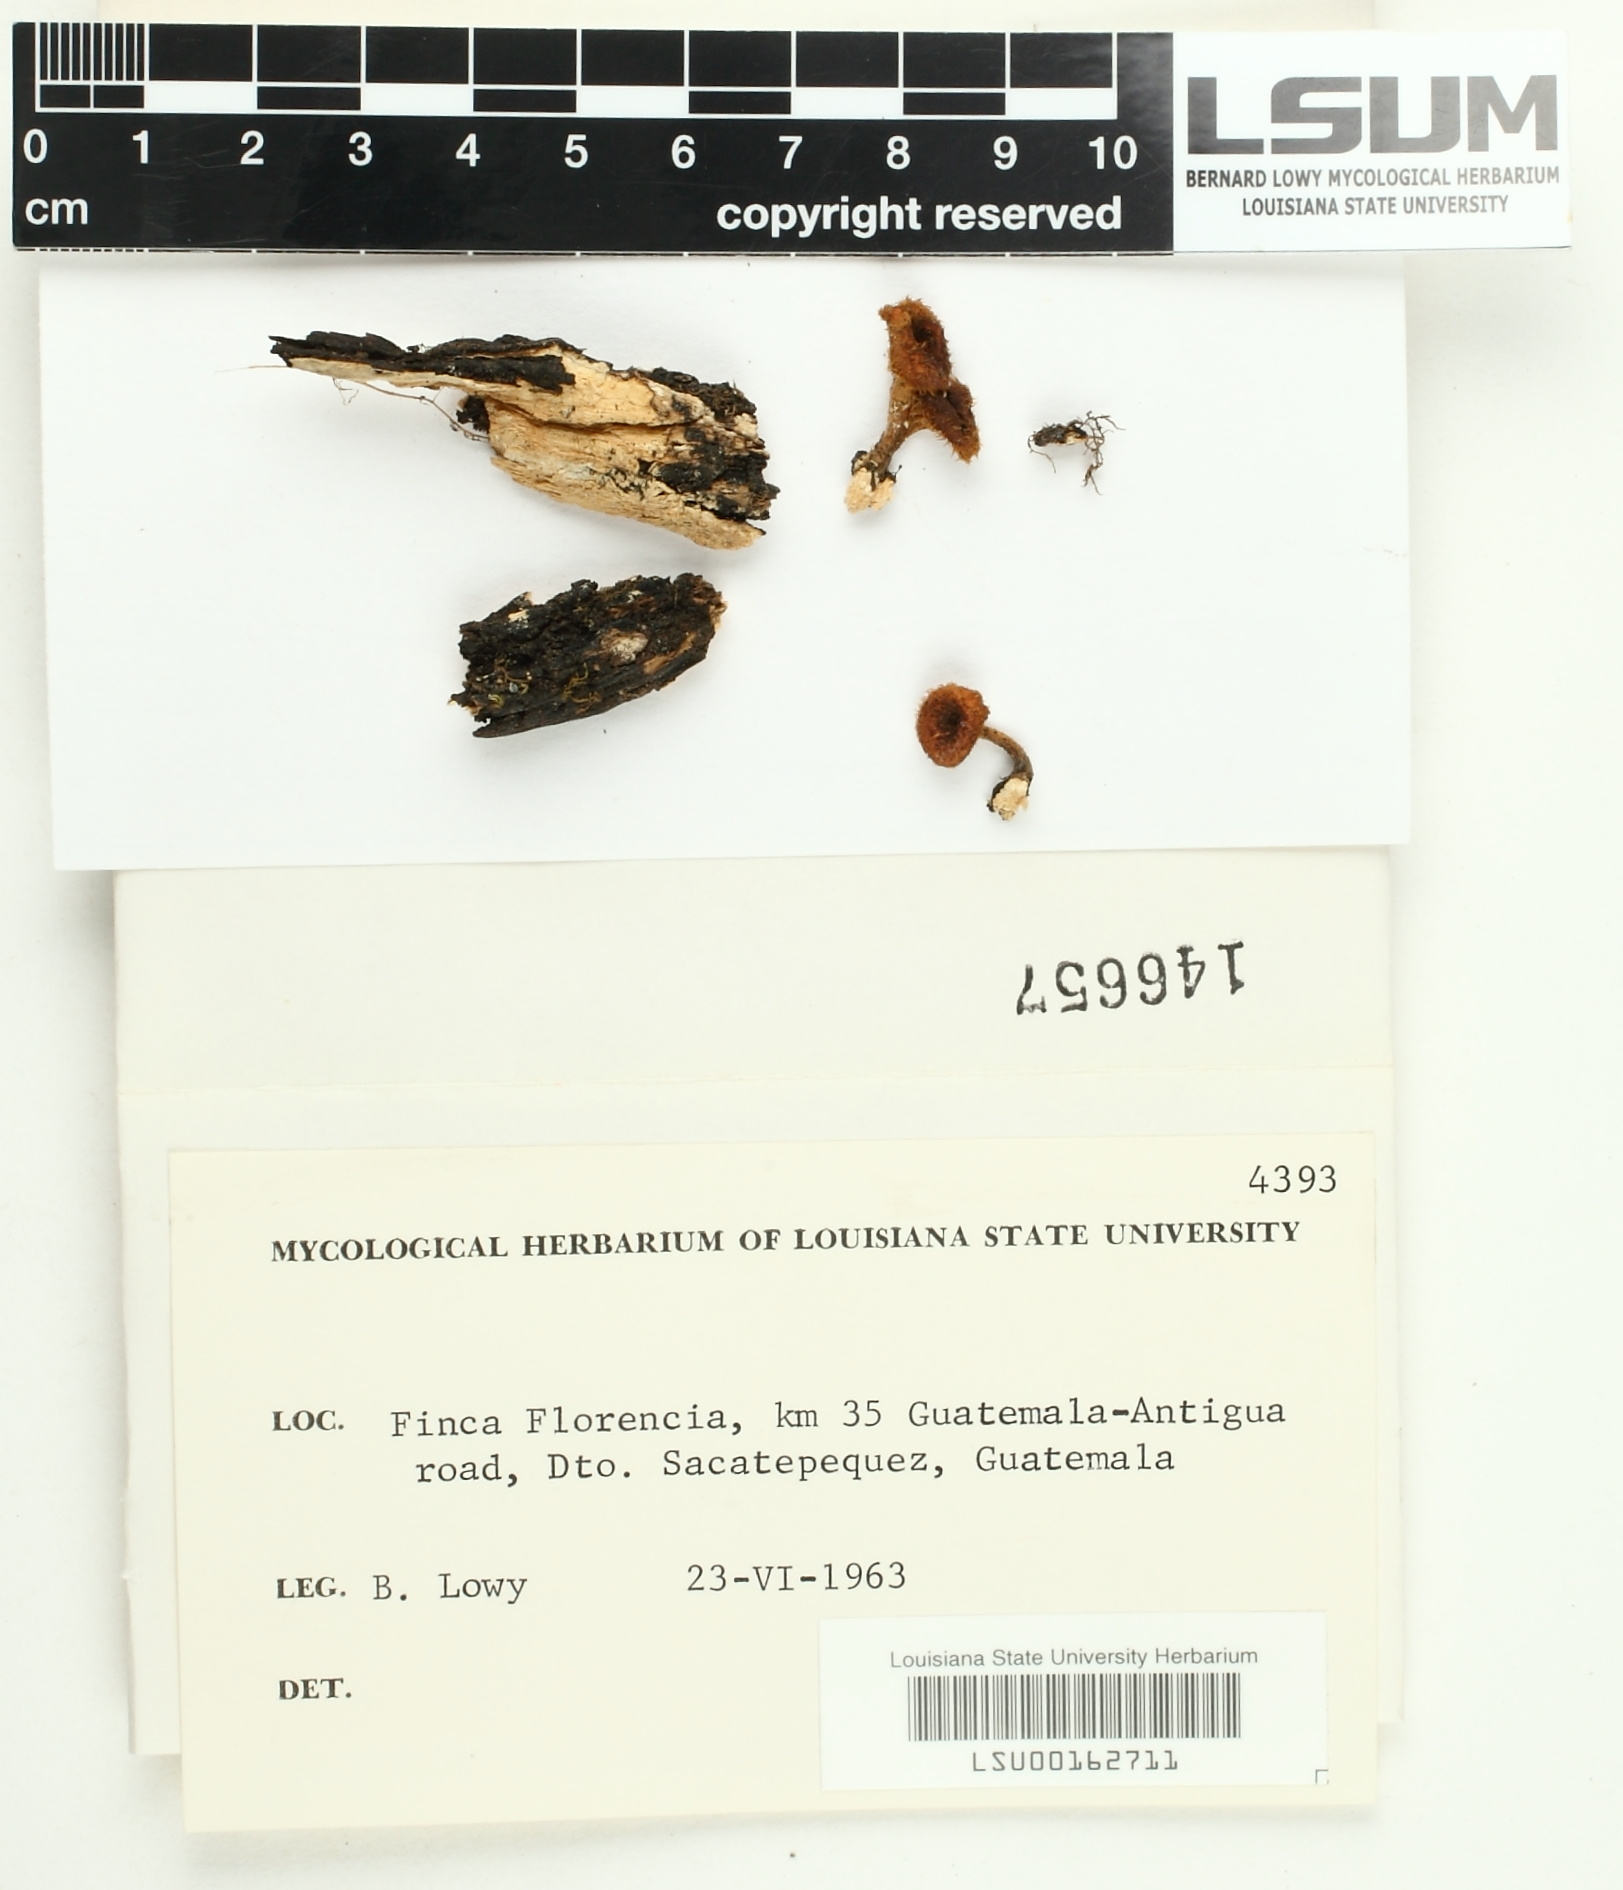 0 1 2 3 4 5 6 7 8 9 10
cm
copyright reserved
LSUM
BERNARD LOWY MYCOLOGICAL HERBARIUM
LOUISIANA STATE UNIVERSITY
146657
4393
MYCOLOGICAL HERBARIUM OF LOUISIANA STATE UNIVERSITY
LOC. Finca Florencia, km 35 Guatemala-Antigua
road, Dto. Sacatepequez, Guatemala
LEG. B. Lowy 23-VI-1963
DET.
Louisiana State University Herbarium
LSU00162711